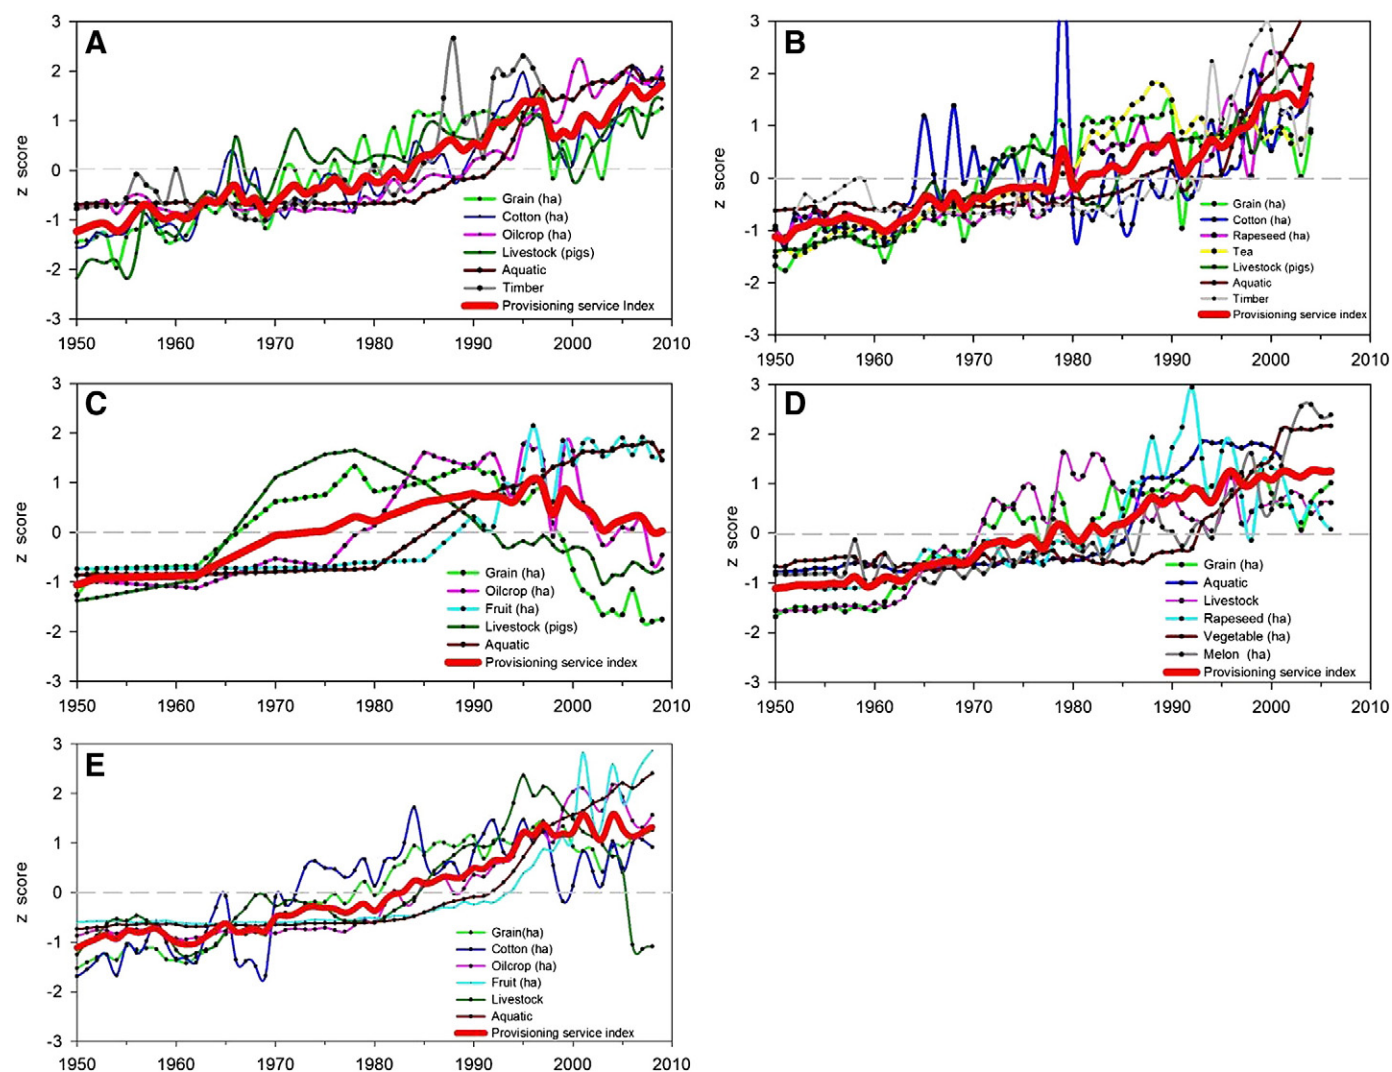 A
3
2
1
0
-1
-2
-3
z score
Grain (ha)
Cotton (ha)
Oilcrop (ha)
Livestock (pigs)
Aquatic
Timber
Provisioning service Index
1950 1960 1970 1980 1990 2000 2010
B
3
2
1
0
-1
-2
-3
z score
Grain (ha)
Cotton (ha)
Rapeseed (ha)
Tea
Livestock (pigs)
Aquatic
Timber
Provisioning service index
1950 1960 1970 1980 1990 2000 2010
C
3
2
1
0
-1
-2
-3
z score
Grain (ha)
Oilcrop (ha)
Fruit (ha)
Livestock (pigs)
Aquatic
Provisioning service index
1950 1960 1970 1980 1990 2000 2010
D
3
2
1
0
-1
-2
-3
z score
Grain (ha)
Aquatic
Livestock
Rapeseed (ha)
Vegetable (ha)
Melon (ha)
Provisioning service index
1950 1960 1970 1980 1990 2000 2010
E
3
2
1
0
-1
-2
-3
z score
Grain(ha)
Cotton (ha)
Oilcrop (ha)
Fruit (ha)
Livestock
Aquatic
Provisioning service index
1950 1960 1970 1980 1990 2000 2010